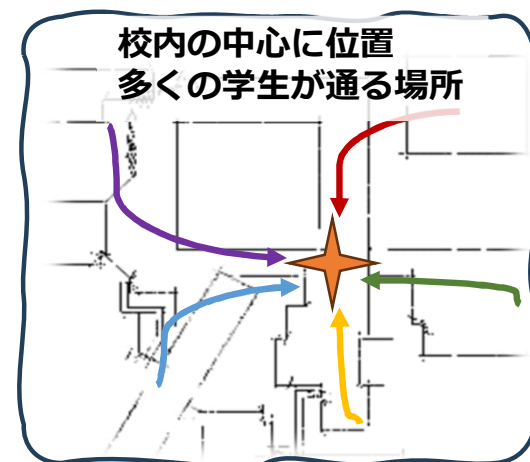 校内の中心に位置
多くの学生が通る場所